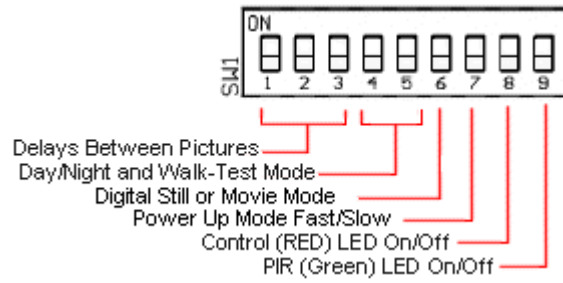 ON
SW1
1 2 3 4 5 6 7 8 9
Delays Between Pictures
Day/Night and Walk-Test Mode
Digital Still or Movie Mode
Power Up Mode Fast/Slow
Control (RED) LED On/Off
PIR (Green) LED On/Off